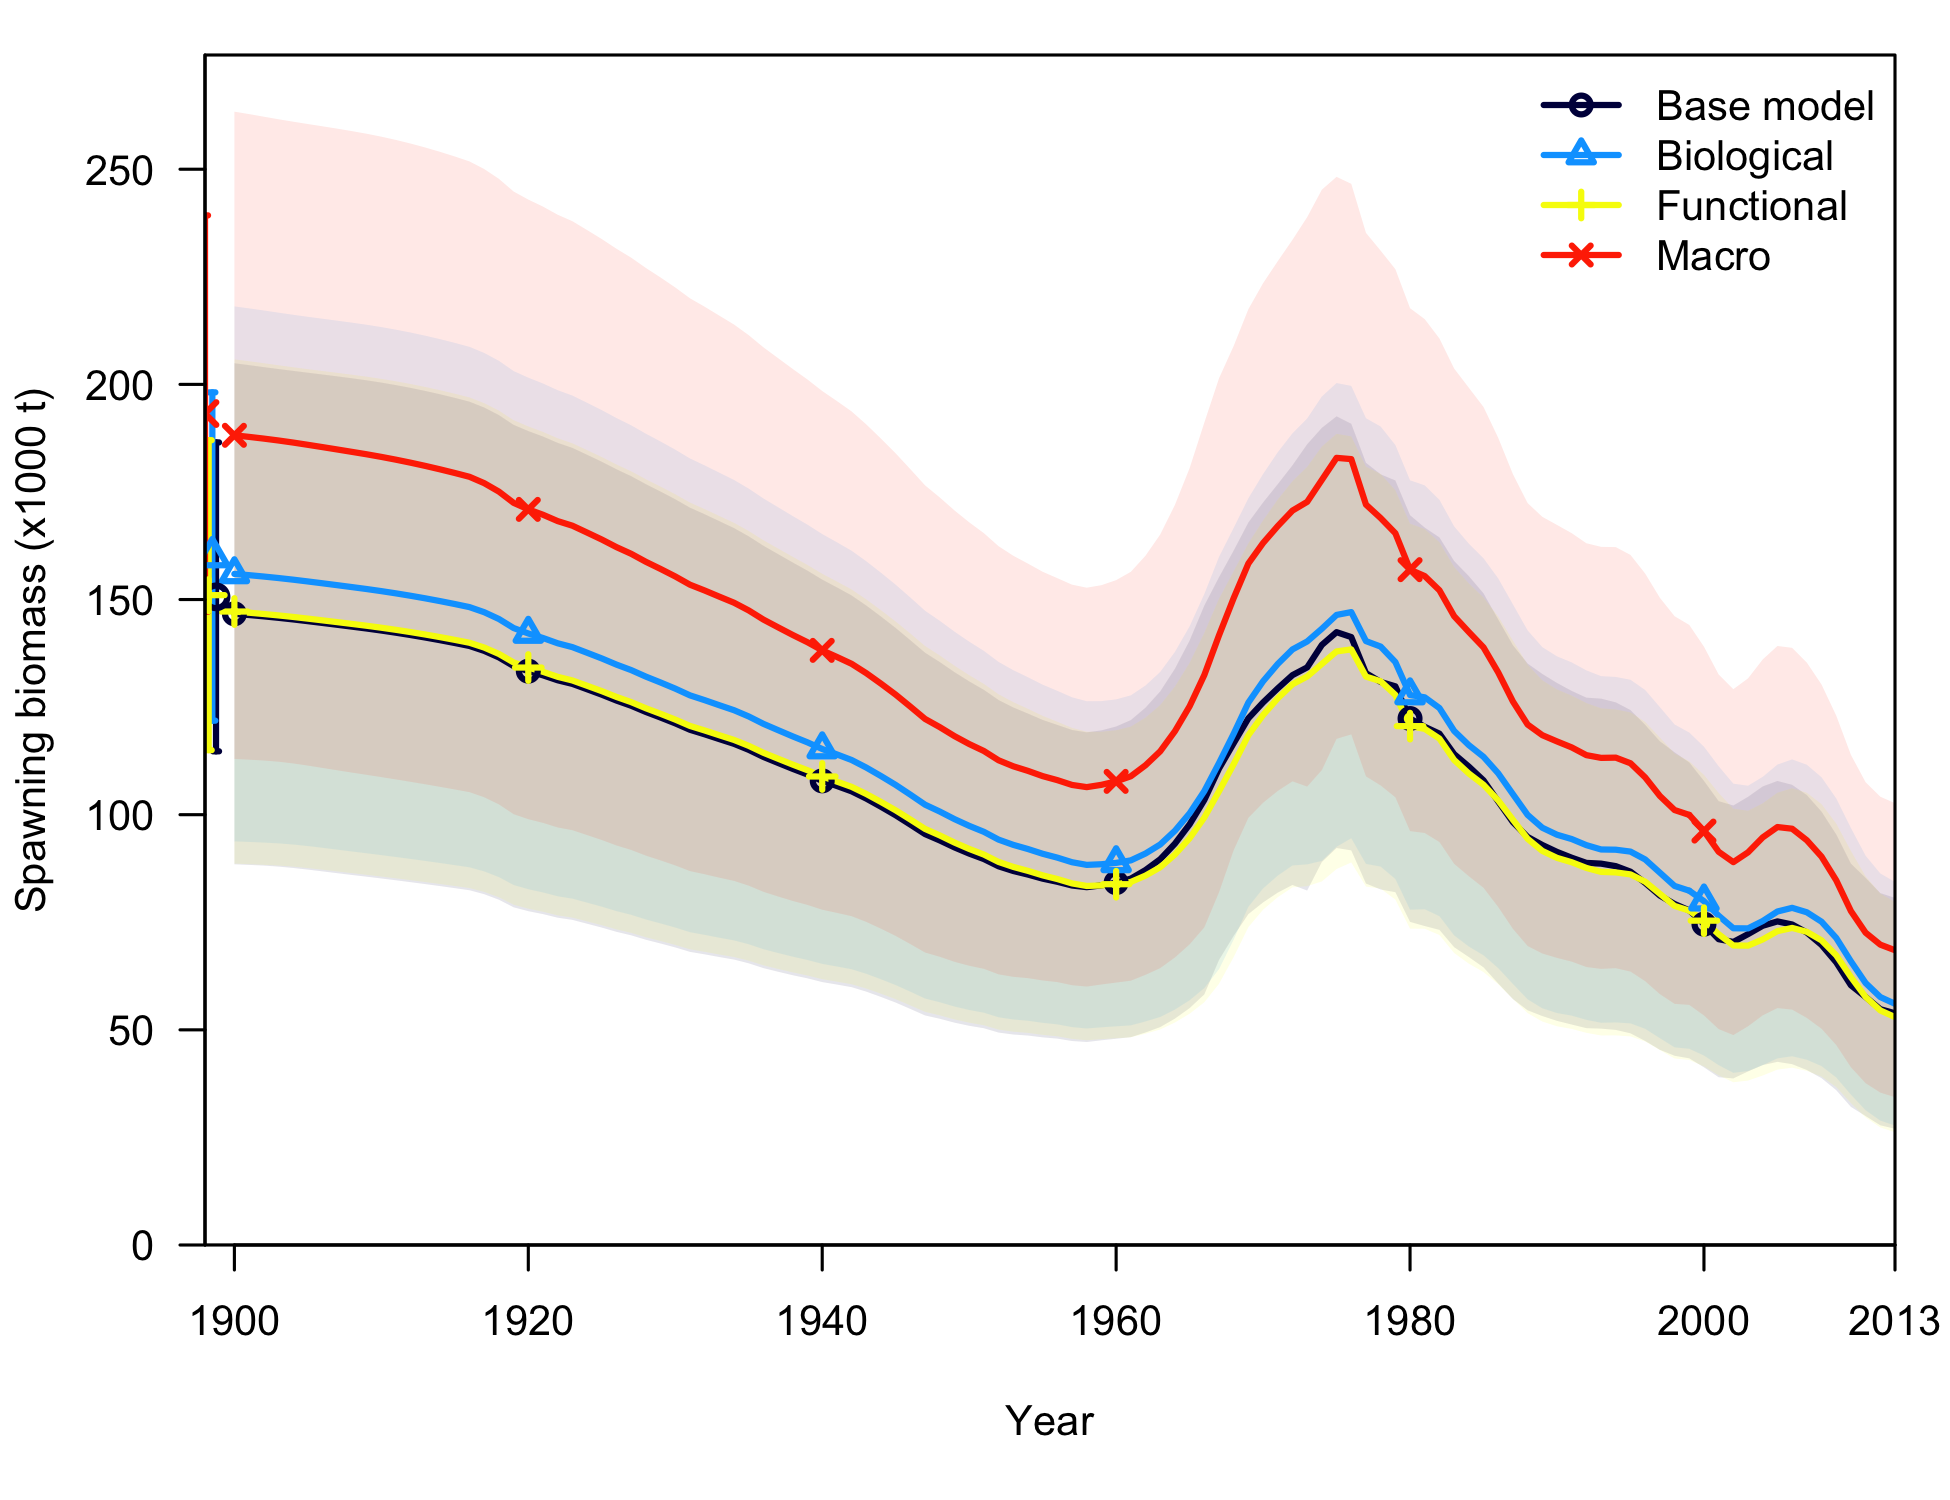 Base model
Biological
Functional
Macro
Spawning biomass (x1000 t)
250
200
150
100
50
0
1900 1920 1940 1960 1980 2000 2013
Year